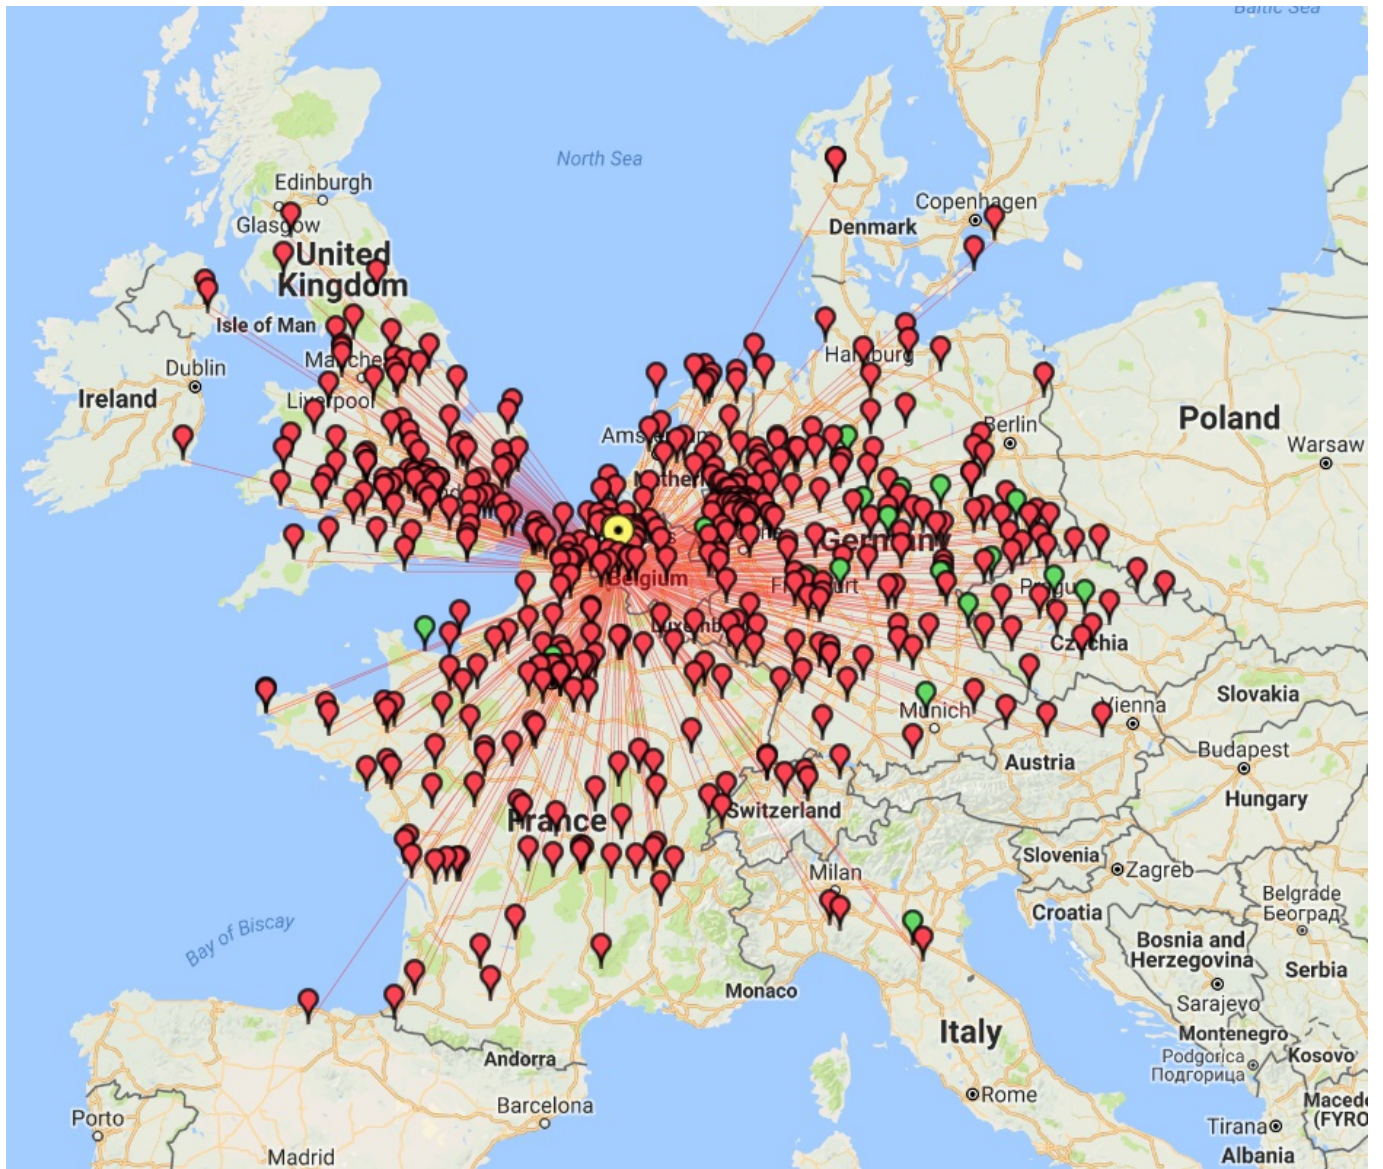 Baltic Sea
North Sea
Edinburgh
Glasgow
Copenhagen
Denmark
United
Kingdom
Isle of Man
Dublin
Hamburg
Ireland
Liverpool
Poland
Berlin
Warsaw
Germany
Belgium
Czechia
Slovakia
Munich
Vienna
Budapest
Austria
Hungary
Switzerland
France
Slovenia
Zagreb
Milan
Belgrade
Београд
Croatia
Bay of Biscay
Bosnia and
Herzegovina
Serbia
Monaco
Sarajevo
Italy
Montenegro
Andorra
Podgorica
Подгорица
Kosovo
Rome
Barcelona
(FYRO
Porto
Tirana
Madrid
Albania